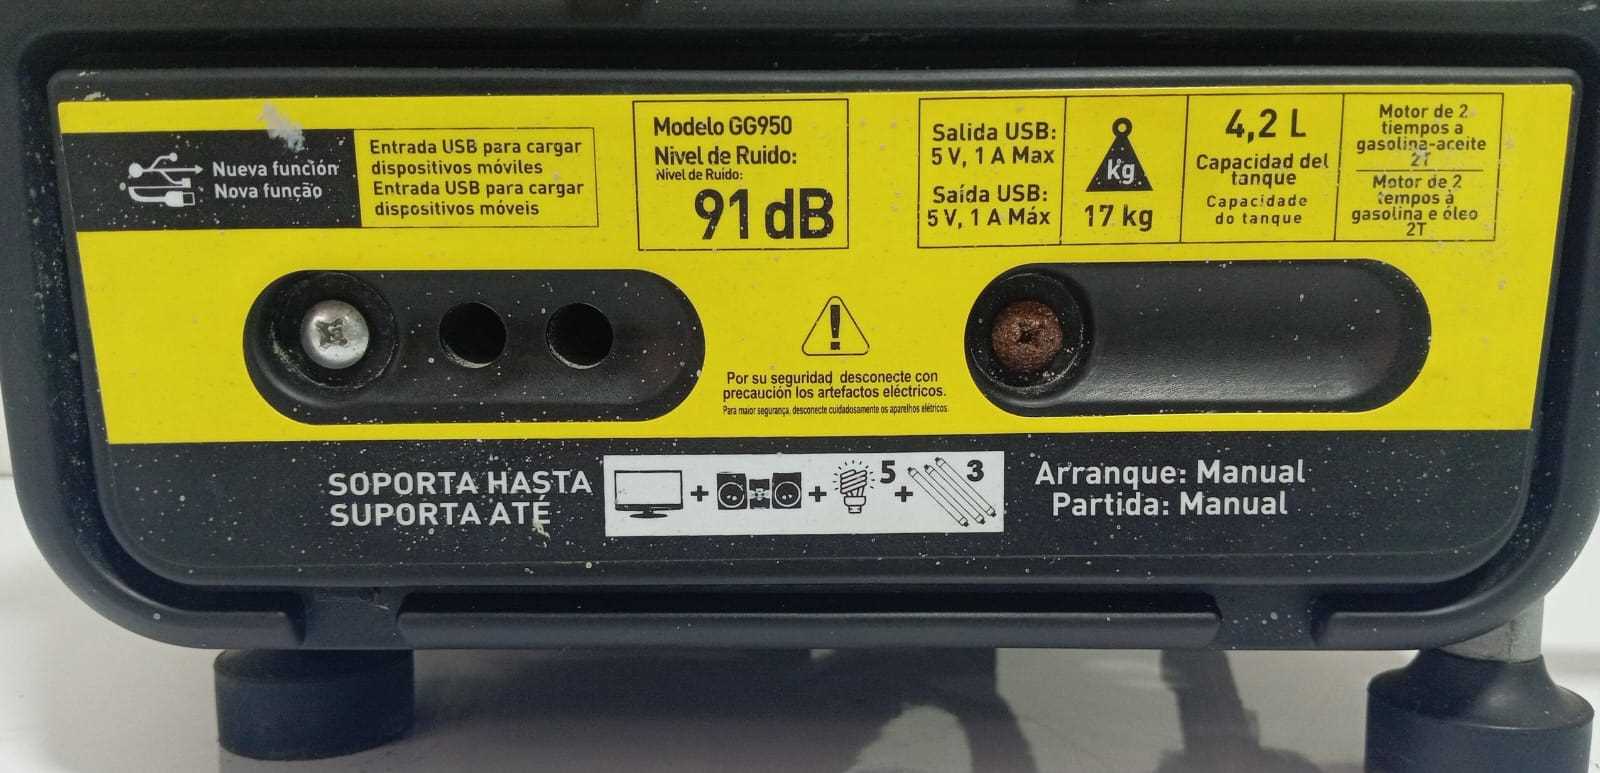 Nueva función
Nova função
Entrada USB para cargar
dispositivos móviles
Entrada USB para cargar
dispositivos móveis
Modelo GG950
Nivel de Ruido:
Nivel de Ruido:
91 dB
Salida USB:
5 V, 1 A Max
Saída USB:
5 V, 1 A Máx
kg
17 kg
4,2 L
Capacidad del
tanque
Capacidade
do tanque
Motor de 2
tiempos a
gasolina-aceite
2T
Motor de 2
tempos à
gasolina e óleo
2T
Por su seguridad desconecte con
precaución los artefactos eléctricos.
Para maior segurança, desconecte cuidadosamente os aparelhos elétricos.
SOPORTA HASTA
SUPORTA ATÉ
+ + 5 + 3
Arranque: Manual
Partida: Manual